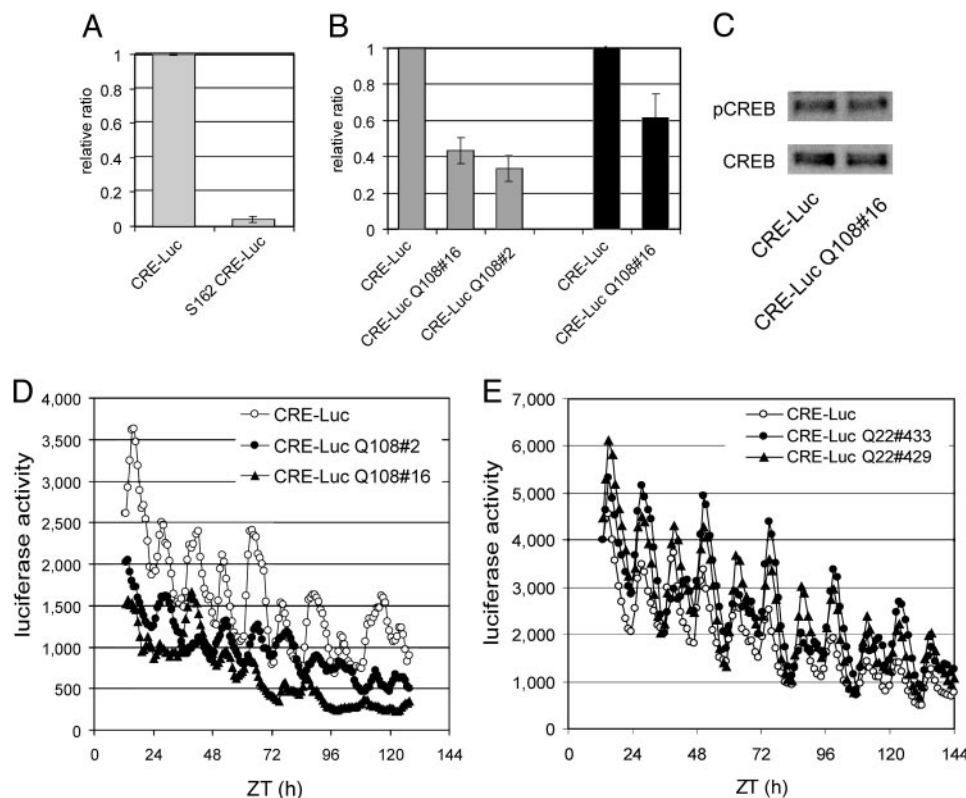 A
relative ratio
1
0.8
0.6
0.4
0.2
0
CRE-Luc
S162 CRE-Luc
B
relative ratio
1
0.8
0.6
0.4
0.2
0
CRE-Luc
CRE-Luc Q108#16
CRE-Luc Q108#2
CRE-Luc
CRE-Luc Q108#16
C
pCREB
CREB
CRE-Luc
CRE-Luc Q108#16
D
luciferase activity
4,000
3,500
3,000
2,500
2,000
1,500
1,000
500
0
CRE-Luc
CRE-Luc Q108#2
CRE-Luc Q108#16
0 24 48 72 96 120 144
ZT (h)
E
luciferase activity
7,000
6,000
5,000
4,000
3,000
2,000
1,000
0
CRE-Luc
CRE-Luc Q22#433
CRE-Luc Q22#429
0 24 48 72 96 120 144
ZT (h)